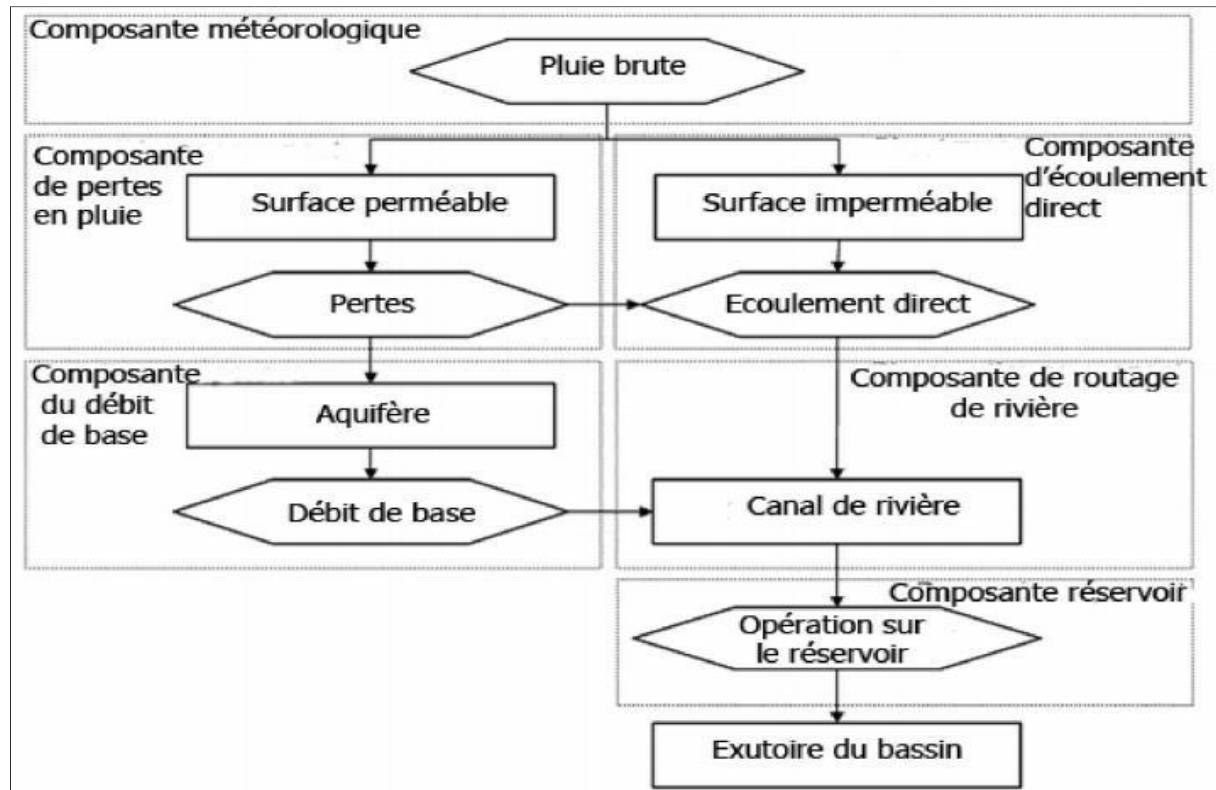 Composante météorologique
Pluie brute
Composante
de pertes
en pluie
Surface perméable
Pertes
Composante
d'écoulement
direct
Surface imperméable
Ecoulement direct
Composante
du débit
de base
Aquifère
Débit de base
Composante de routage
de rivière
Canal de rivière
Composante réservoir
Opération sur
le réservoir
Exutoire du bassin